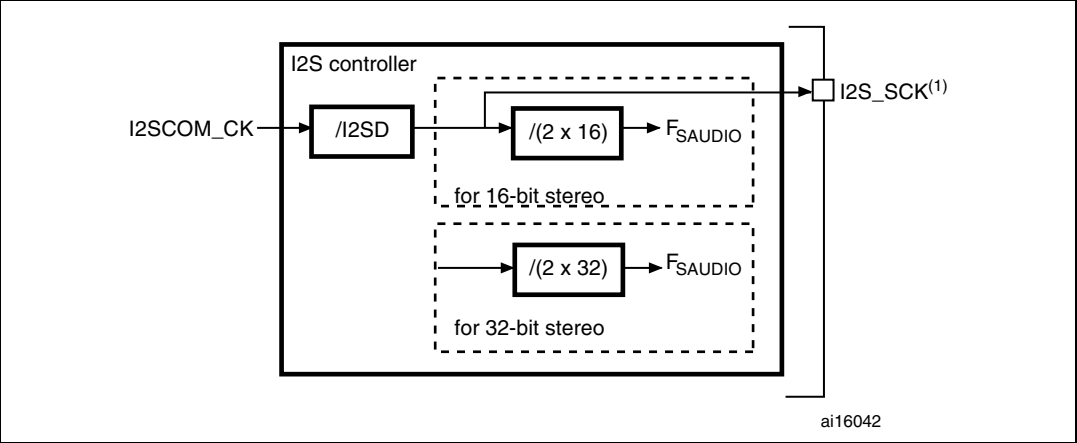 I2S controller
I2SCOM_CK
/I2SD
/(2 x 16)
FSAUDIO
I2S_SCK(1)
for 16-bit stereo
/(2 x 32)
FSAUDIO
for 32-bit stereo
ai16042